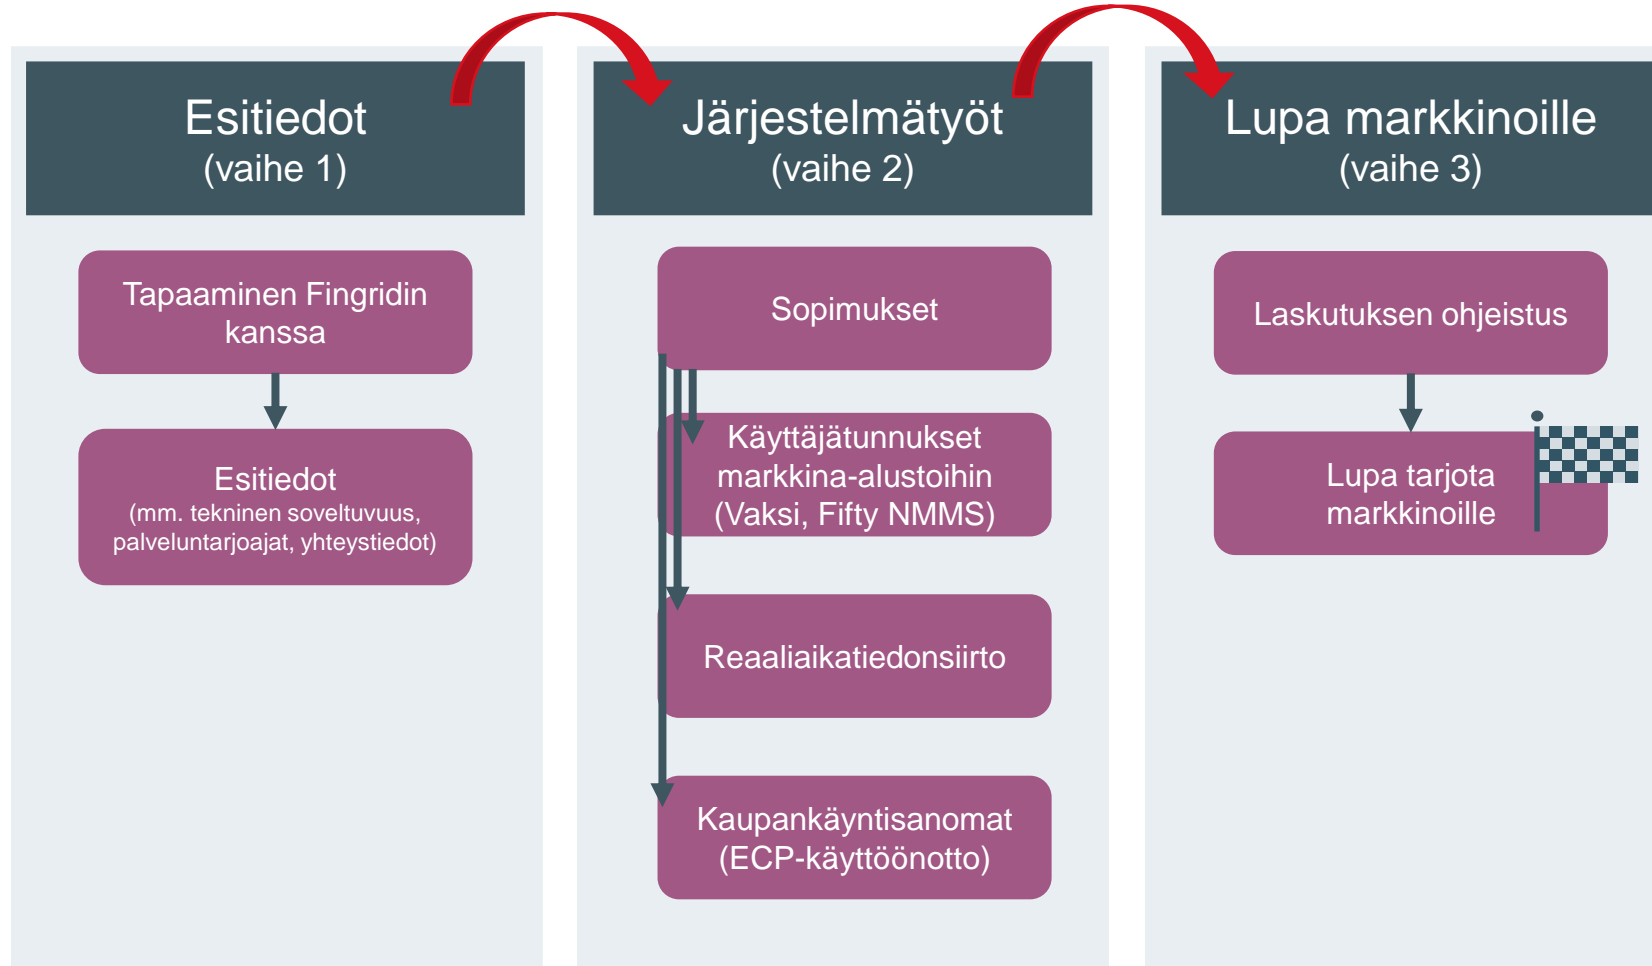 Esitiedot
(vaihe 1)
Tapaaminen Fingridin
kanssa
Esitiedot
(mm. tekninen soveltuvuus,
palveluntarjoajat, yhteystiedot)
Järjestelmätyöt
(vaihe 2)
Sopimukset
Käyttäjätunnukset
markkina-alustoihin
(Vaksi, Fifty NMMS)
Reaaliaikatiedonsiirto
Kaupankäyntisanomat
(ECP-käyttöönotto)
Lupa markkinoille
(vaihe 3)
Laskutuksen ohjeistus
Lupa tarjota
markkinoille